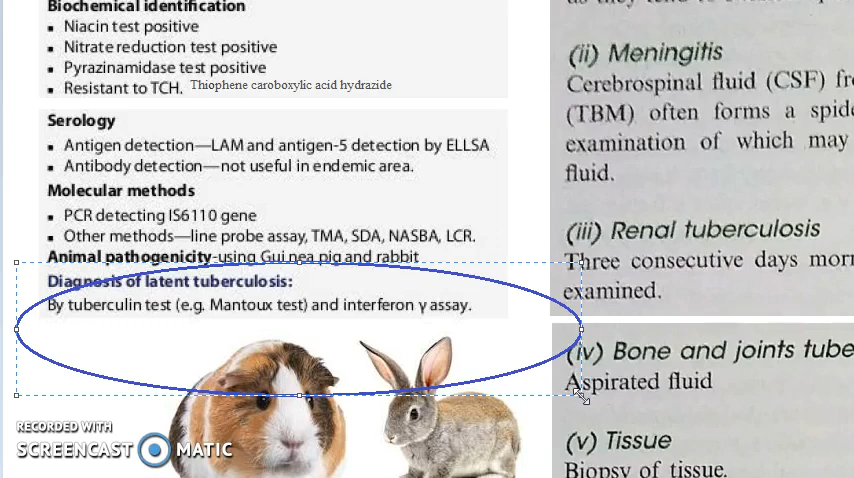 Biochemical identification
▪ Niacin test positive
▪ Nitrate reduction test positive
▪ Pyrazinamidase test positive
▪ Resistant to TCH. Thiophene caroboxylic acid hydrazide
Serology
▪ Antigen detection—LAM and antigen-5 detection by ELLSA
▪ Antibody detection—not useful in endemic area.
Molecular methods
▪ PCR detecting IS6110 gene
▪ Other methods—line probe assay, TMA, SDA, NASBA, LCR.
Animal pathogenicity-using Guinea pig and rabbit
Diagnosis of latent tuberculosis:
By tuberculin test (e.g. Mantoux test) and interferon γ assay.
RECORDED WITH
SCREENCAST MATIC
(ii) Meningitis
Cerebrospinal fluid (CSF) fr
(TBM) often forms a spid
examination of which may
fluid.
(iii) Renal tuberculosis
Three consecutive days mor
examined.
(iv) Bone and joints tube
Aspirated fluid
(v) Tissue
Biopsy of tissue.